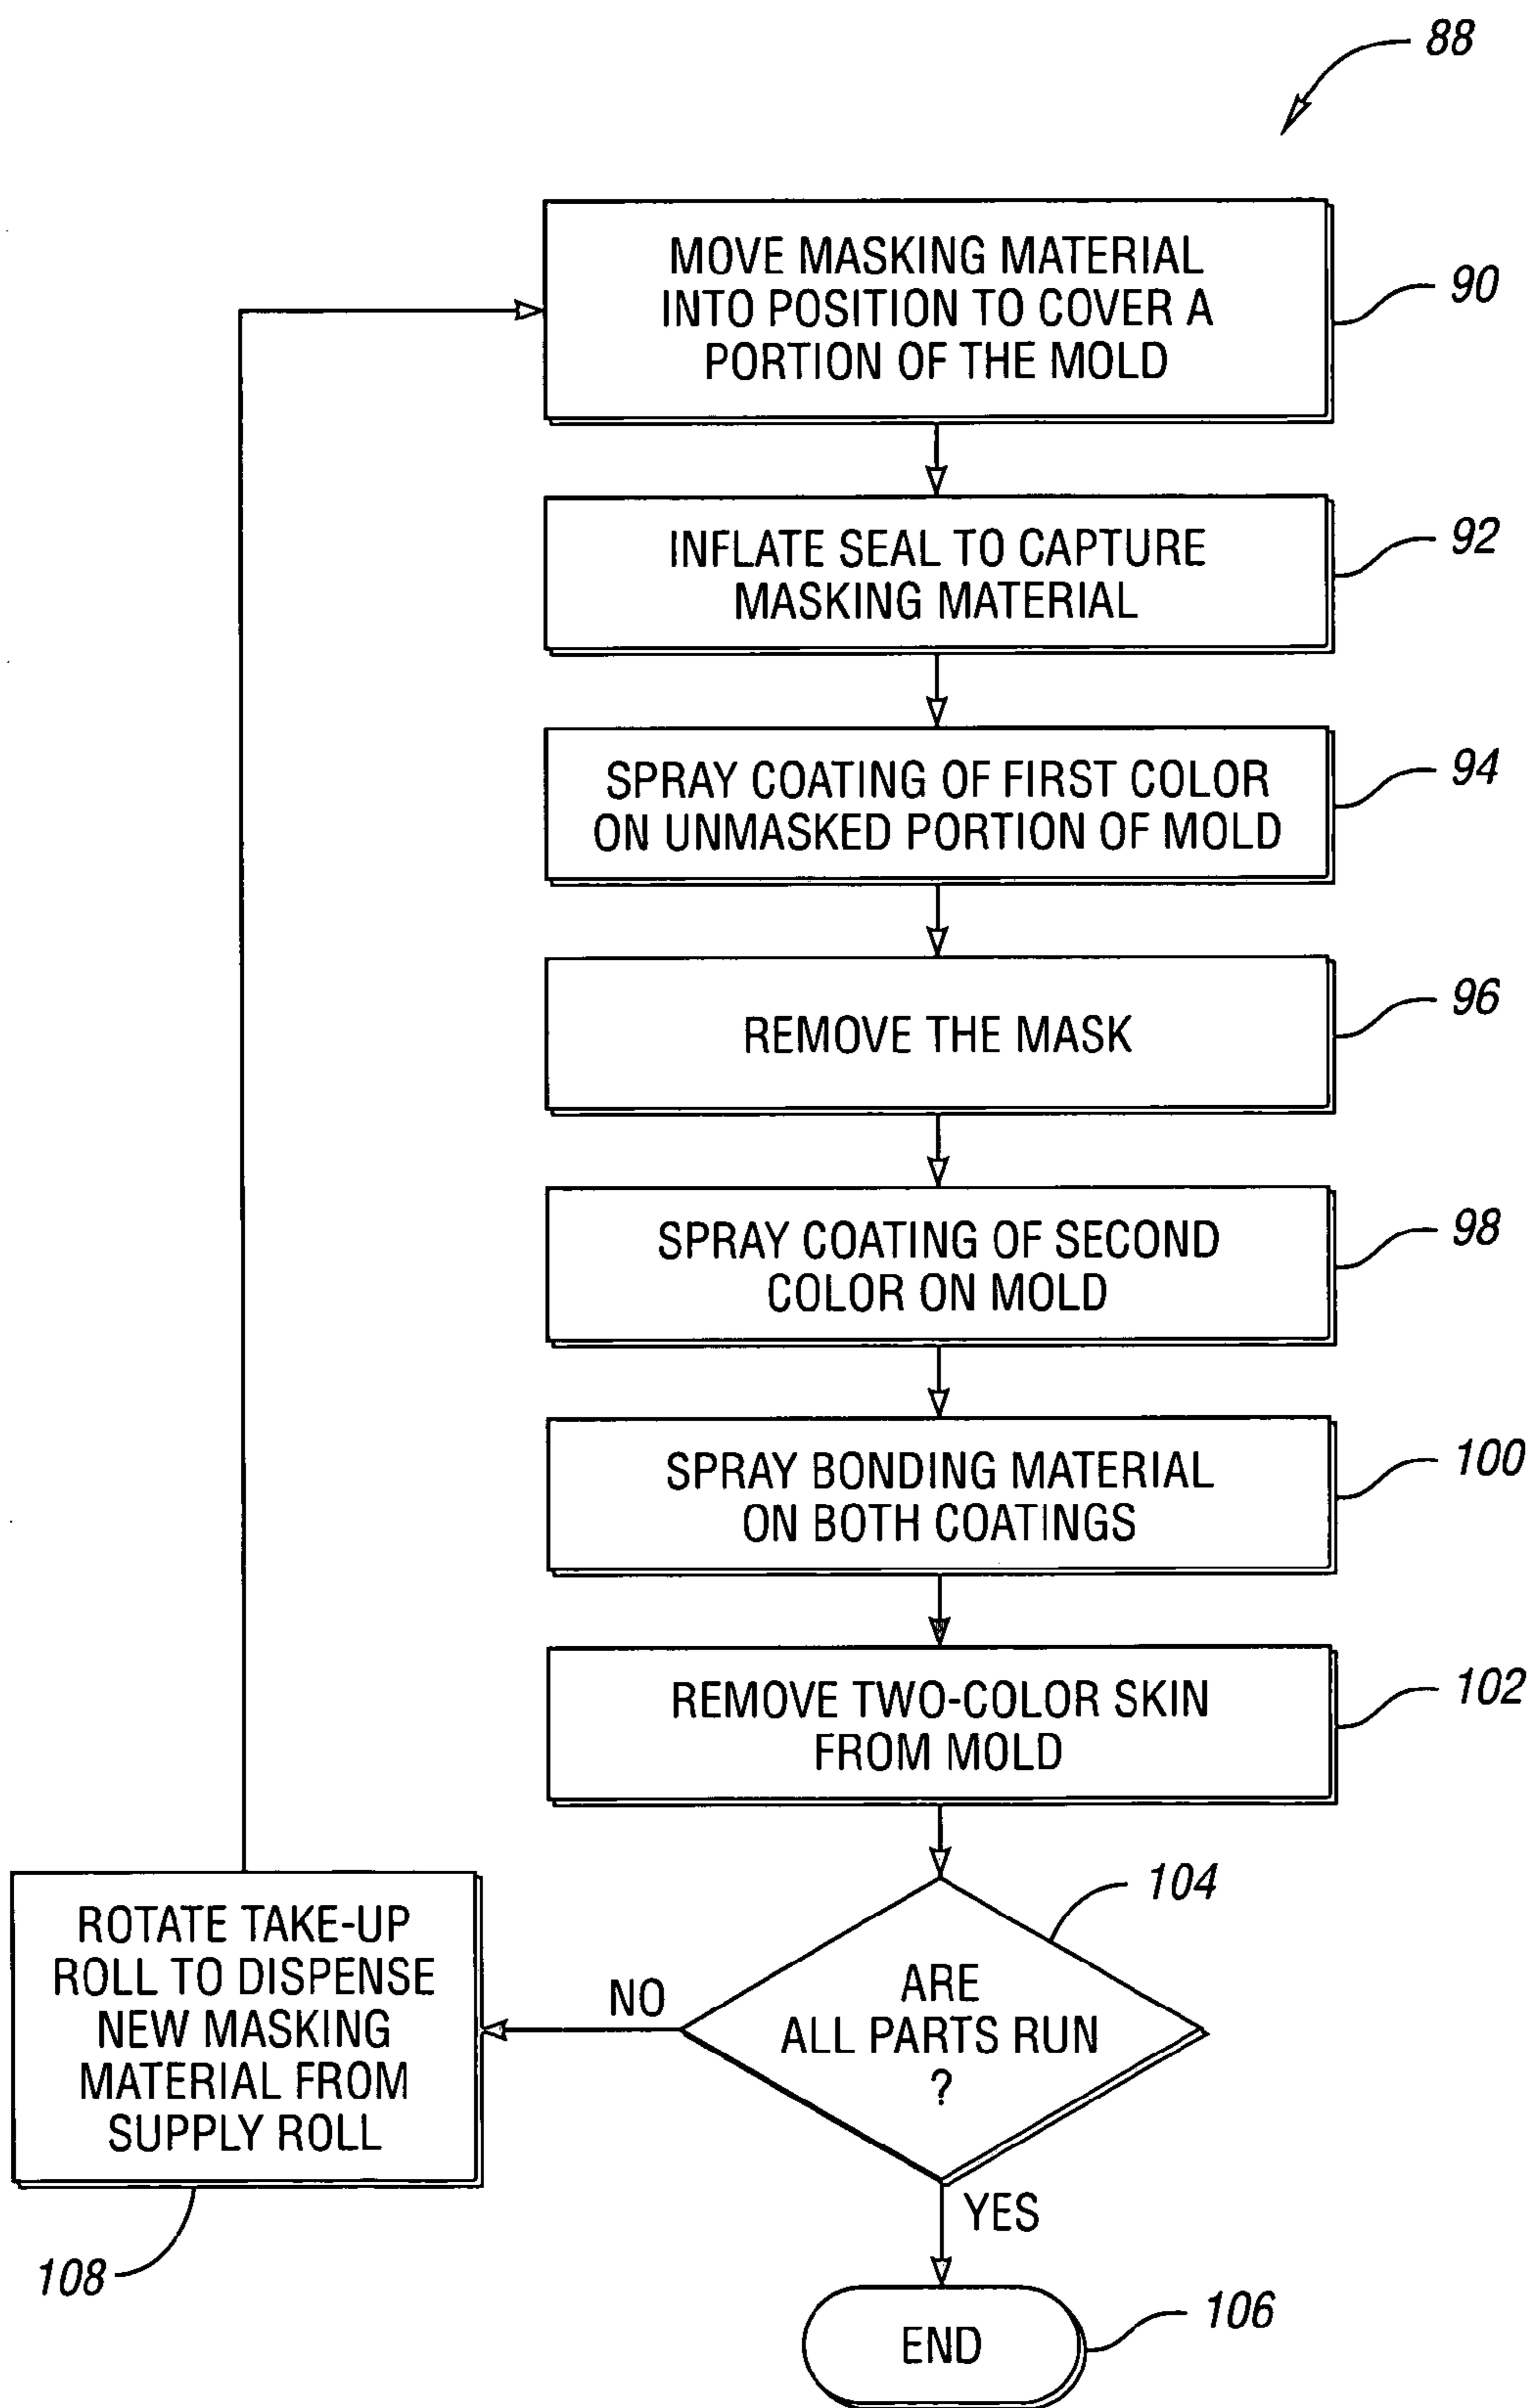 88
MOVE MASKING MATERIAL
INTO POSITION TO COVER A
PORTION OF THE MOLD
90
INFLATE SEAL TO CAPTURE
MASKING MATERIAL
92
SPRAY COATING OF FIRST COLOR
ON UNMASKED PORTION OF MOLD
94
REMOVE THE MASK
96
SPRAY COATING OF SECOND
COLOR ON MOLD
98
SPRAY BONDING MATERIAL
ON BOTH COATINGS
100
REMOVE TWO-COLOR SKIN
FROM MOLD
102
ARE
ALL PARTS RUN
?
104
NO
ROTATE TAKE-UP
ROLL TO DISPENSE
NEW MASKING
MATERIAL FROM
SUPPLY ROLL
108
YES
END
106